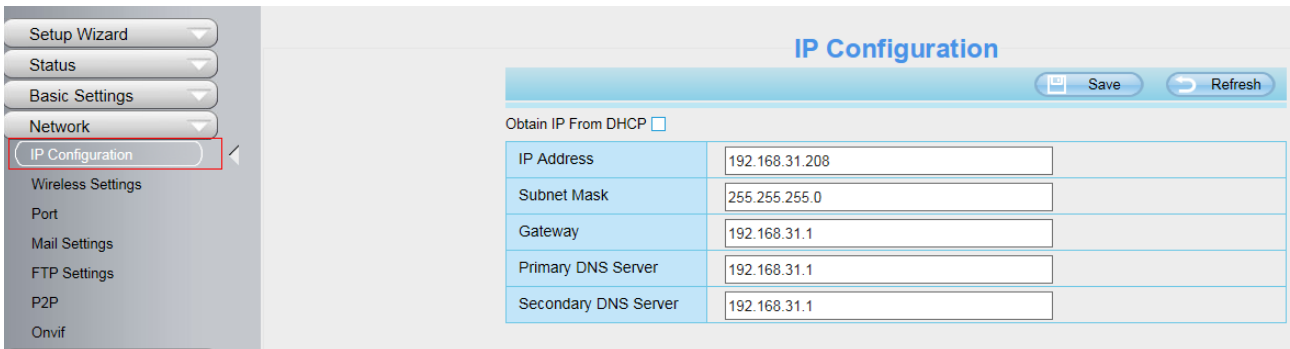 Setup Wizard
Status
Basic Settings
Network
IP Configuration
Wireless Settings
Port
Mail Settings
FTP Settings
P2P
Onvif
IP Configuration
Save Refresh
Obtain IP From DHCP
IP Address 192.168.31.208
Subnet Mask 255.255.255.0
Gateway 192.168.31.1
Primary DNS Server 192.168.31.1
Secondary DNS Server 192.168.31.1